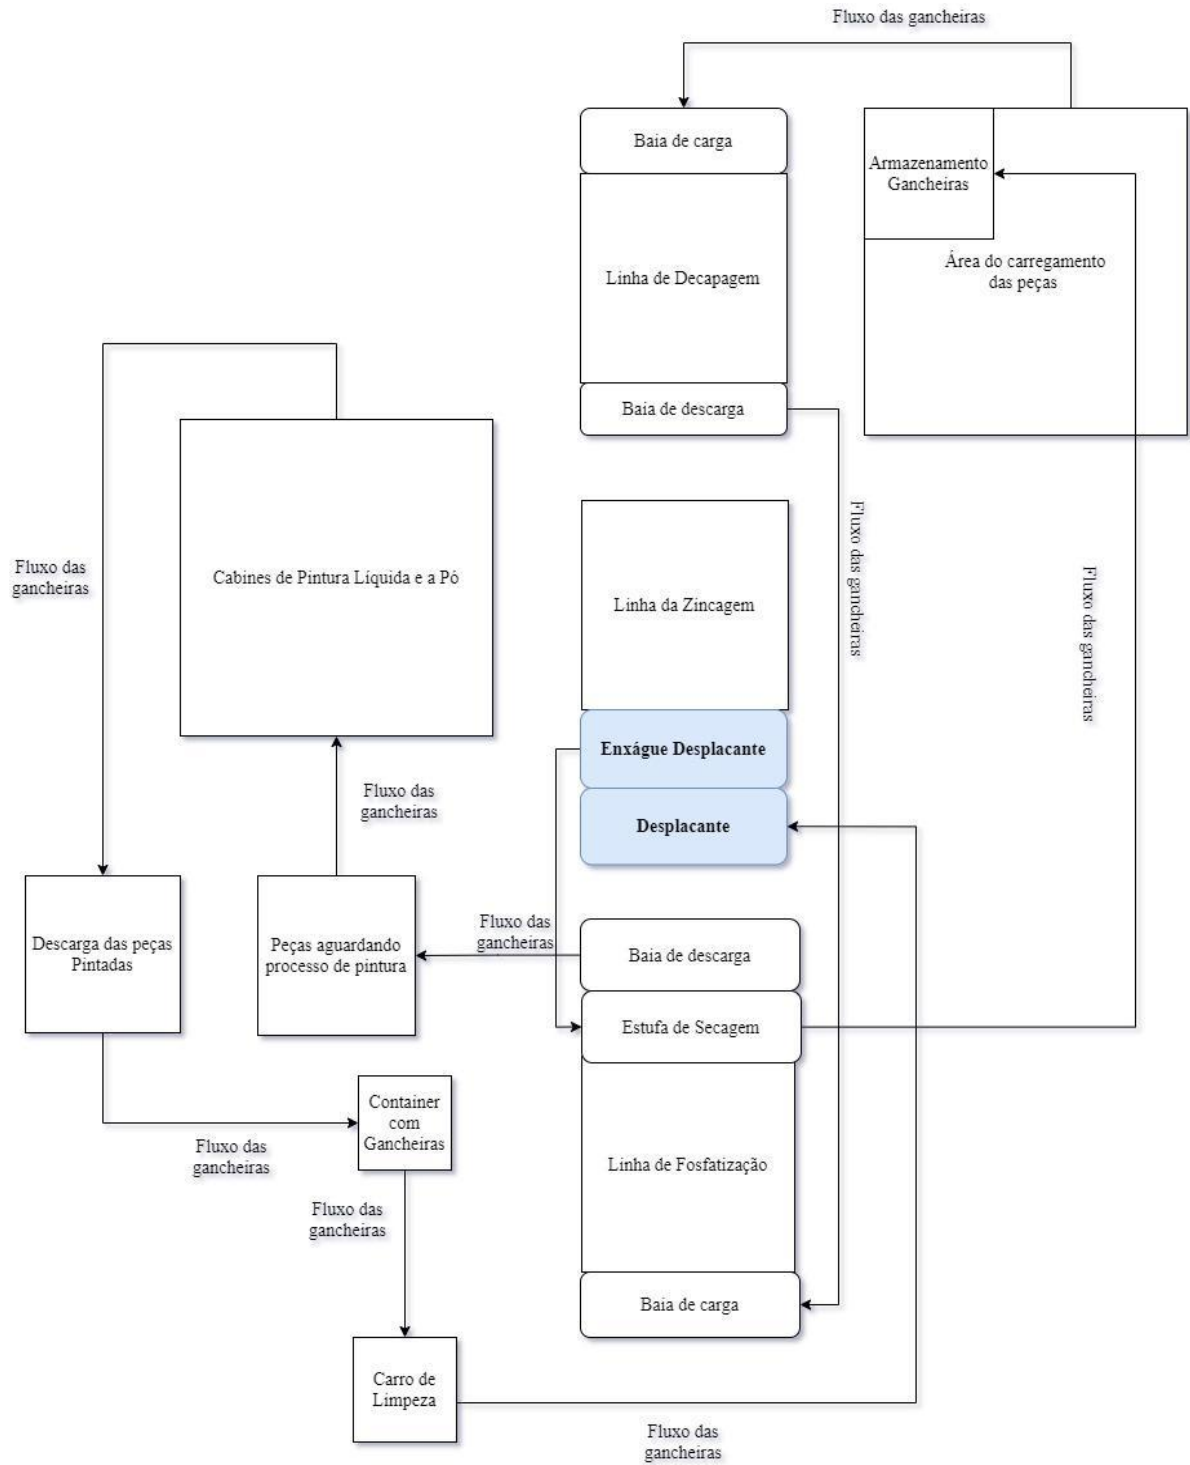 Fluxo das gancheiras
Baia de carga
Armazenamento
Gancheiras
Linha de Decapagem
Área do carregamento
das peças
Baia de descarga
Fluxo das gancheiras
Fluxo das gancheiras
Fluxo das
gancheiras
Cabines de Pintura Líquida e a Pó
Linha da Zincagem
Enxágue Desplacante
Fluxo das
gancheiras
Desplacante
Descarga das peças
Pintadas
Peças aguardando
processo de pintura
Fluxo das
gancheiras
Baia de descarga
Estufa de Secagem
Container
com
Gancheiras
Fluxo das
gancheiras
Linha de Fosfatização
Fluxo das
gancheiras
Baia de carga
Carro de
Limpeza
Fluxo das
gancheiras